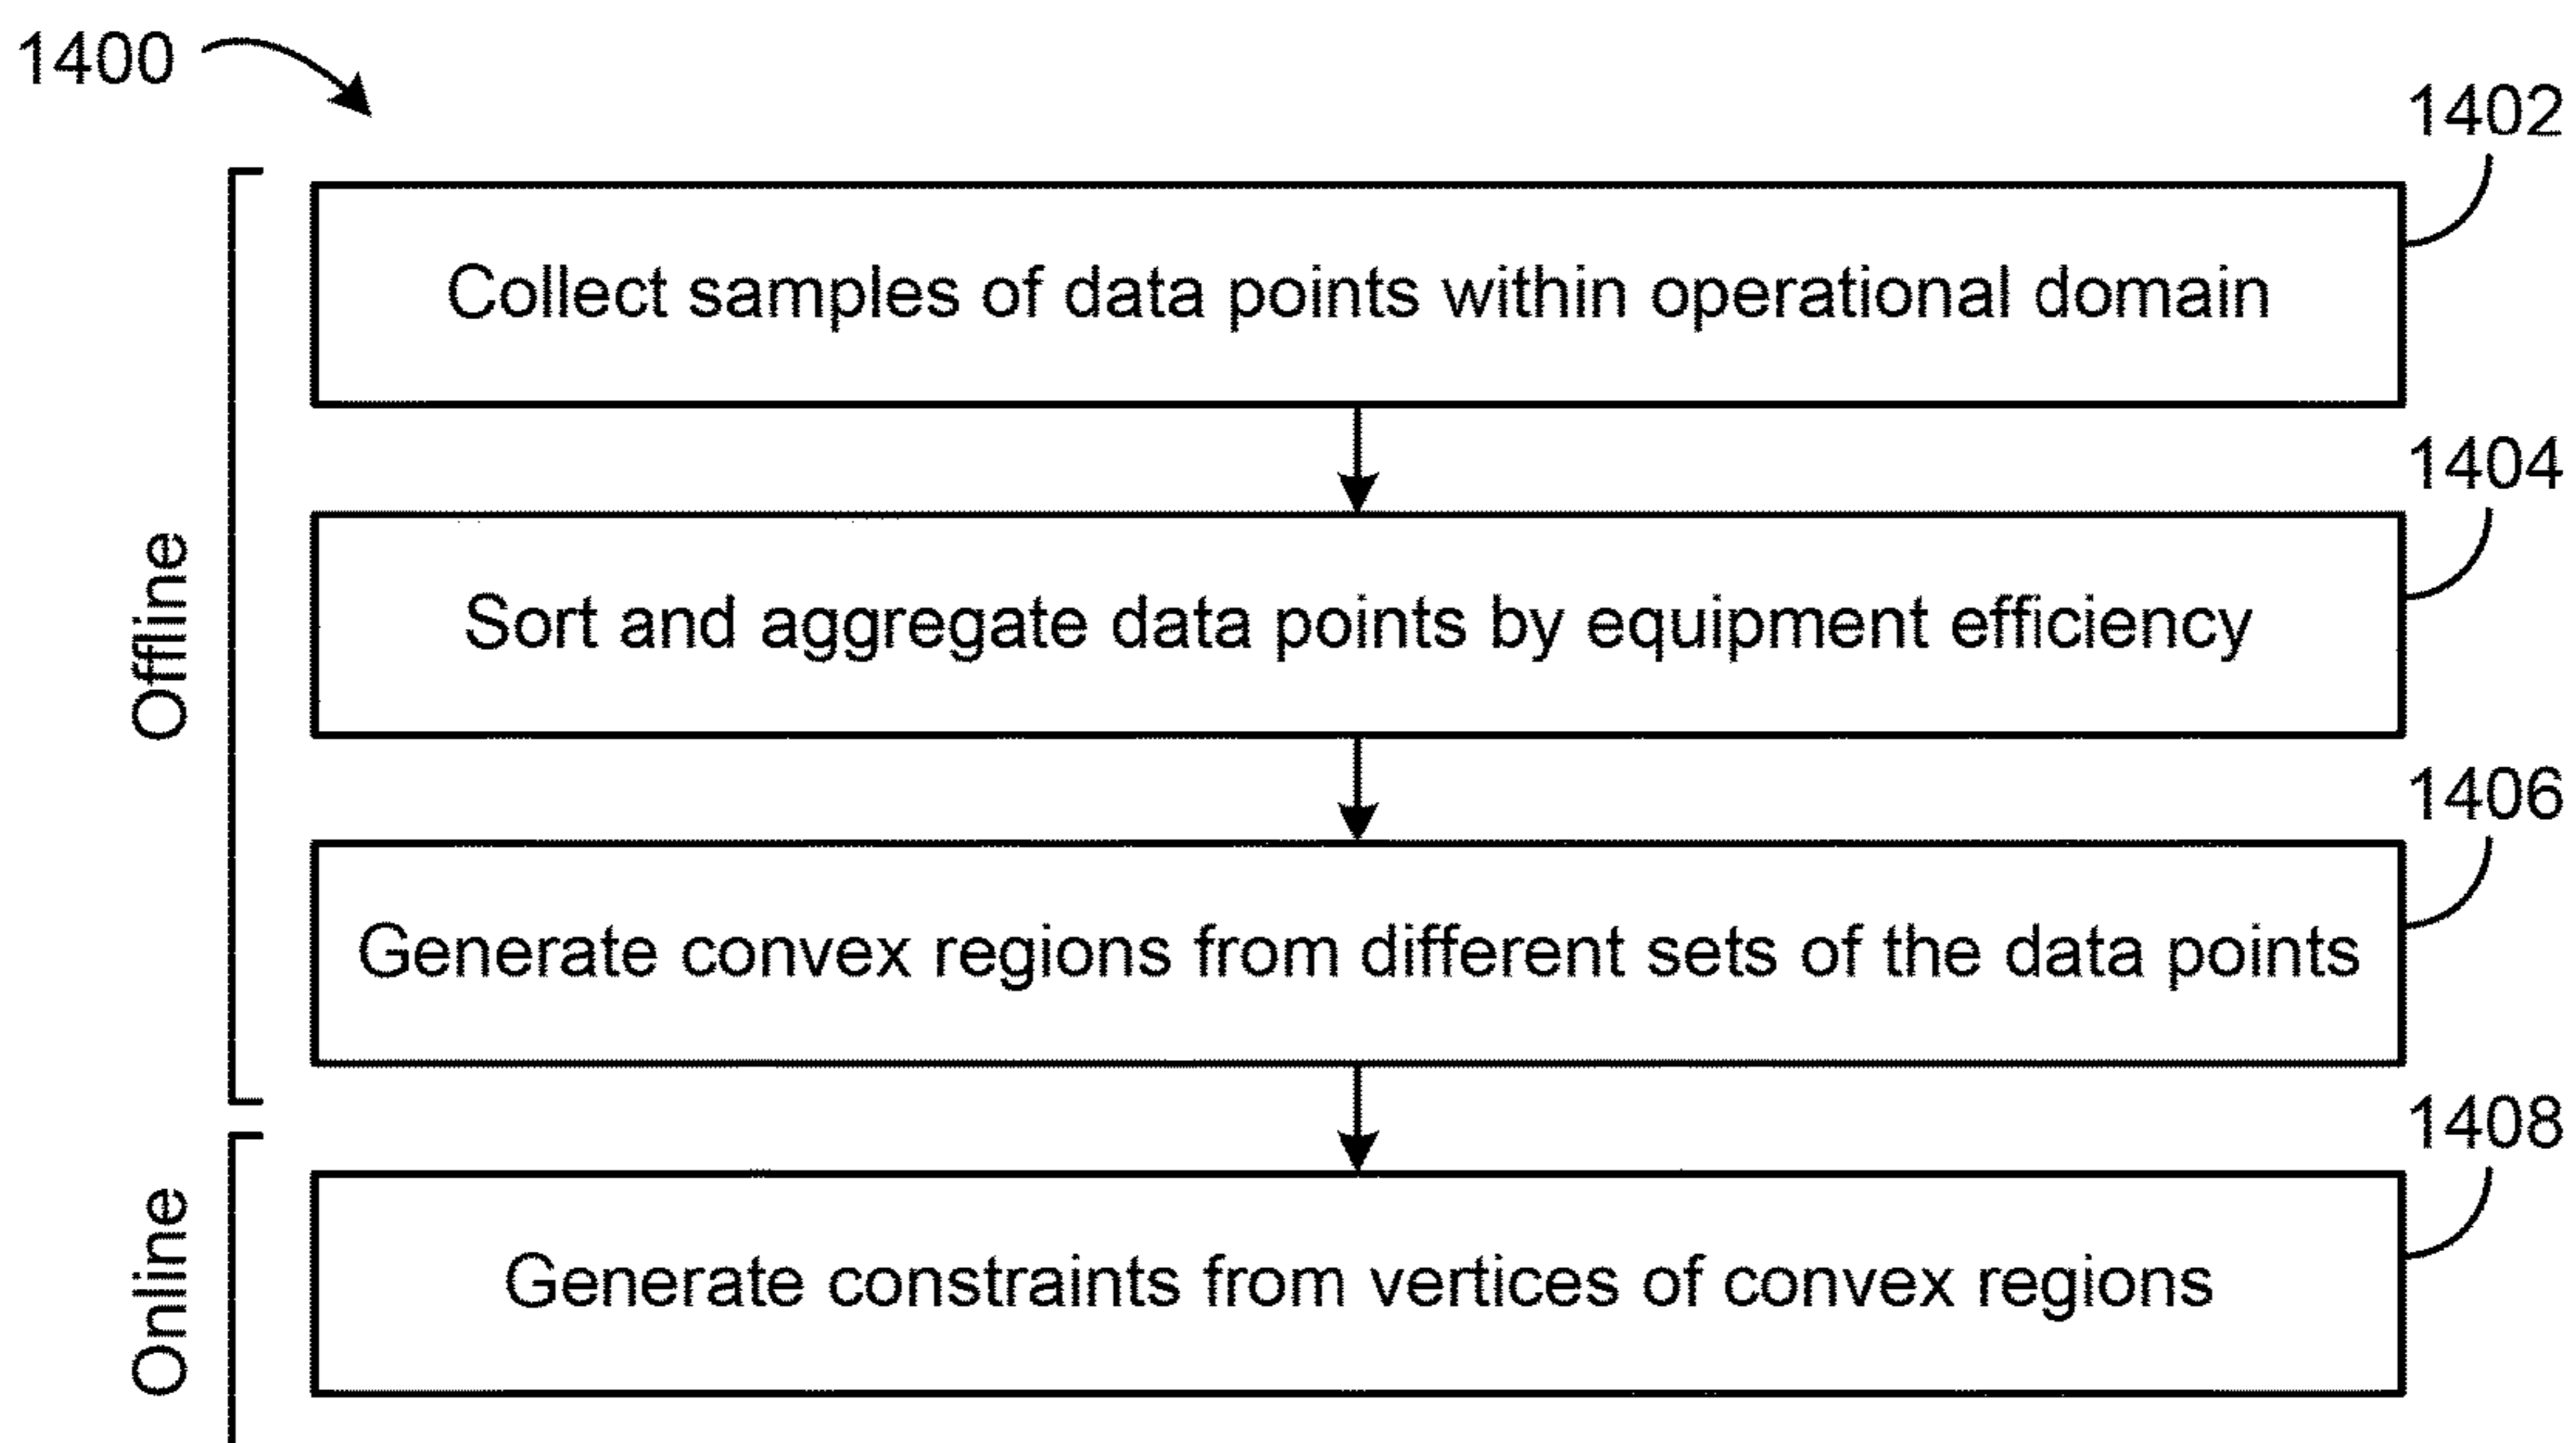 1400
1402
Collect samples of data points within operational domain
1404
Sort and aggregate data points by equipment efficiency
Offline
1406
Generate convex regions from different sets of the data points
1408
Generate constraints from vertices of convex regions
Online